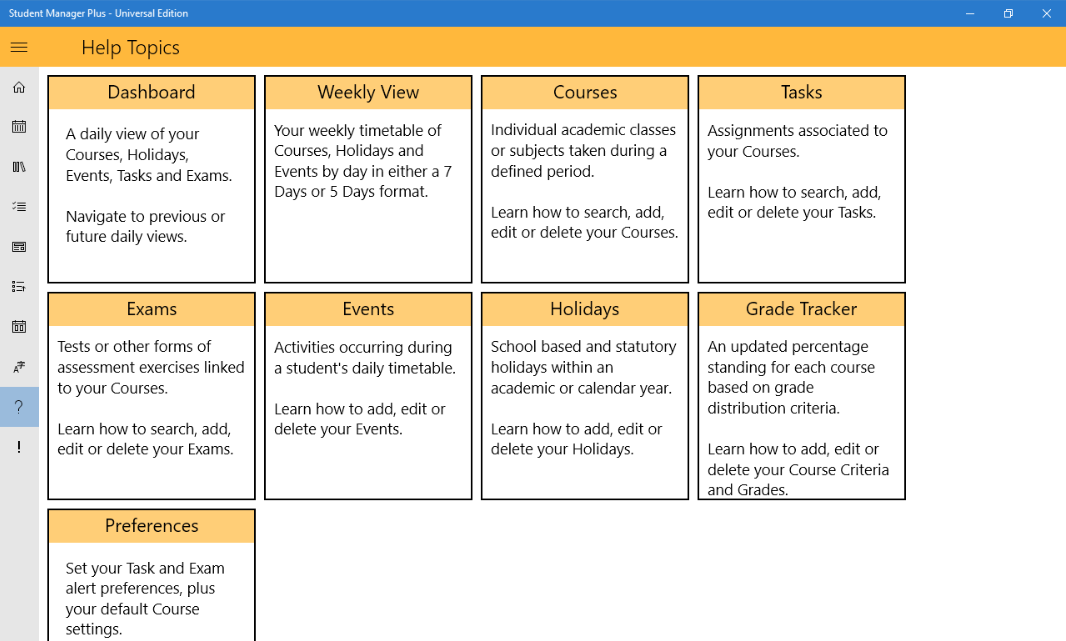 Student Manager Plus - Universal Edition
Help Topics
Dashboard
A daily view of your
Courses, Holidays,
Events, Tasks and Exams.
Navigate to previous or
future daily views.
Weekly View
Your weekly timetable of
Courses, Holidays and
Events by day in either a 7
Days or 5 Days format.
Courses
Individual academic classes
or subjects taken during a
defined period.
Learn how to search, add,
edit or delete your Courses.
Tasks
Assignments associated to
your Courses.
Learn how to search, add,
edit or delete your Tasks.
Exams
Tests or other forms of
assessment exercises linked
to your Courses.
Learn how to search, add,
edit or delete your Exams.
Events
Activities occurring during
a student's daily timetable.
Learn how to add, edit or
delete your Events.
Holidays
School based and statutory
holidays within an
academic or calendar year.
Learn how to add, edit or
delete your Holidays.
Grade Tracker
An updated percentage
standing for each course
based on grade
distribution criteria.
Learn how to add, edit or
delete your Course Criteria
and Grades.
Preferences
Set your Task and Exam
alert preferences, plus
your default Course
settings.